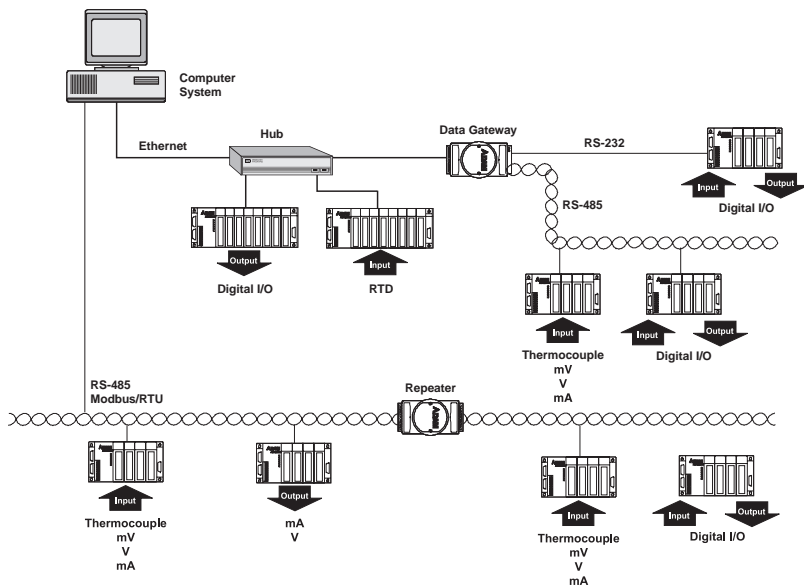 Computer
System
Ethernet
Hub
Data Gateway
RS-232
Input
Output
Digital I/O
RS-485
Output
Digital I/O
Input
RTD
Input
Thermocouple
mV
V
mA
Input
Output
Digital I/O
RS-485
Modbus/RTU
Repeater
Input
Thermocouple
mV
V
mA
Output
mA
V
Input
Thermocouple
mV
V
mA
Input
Output
Digital I/O